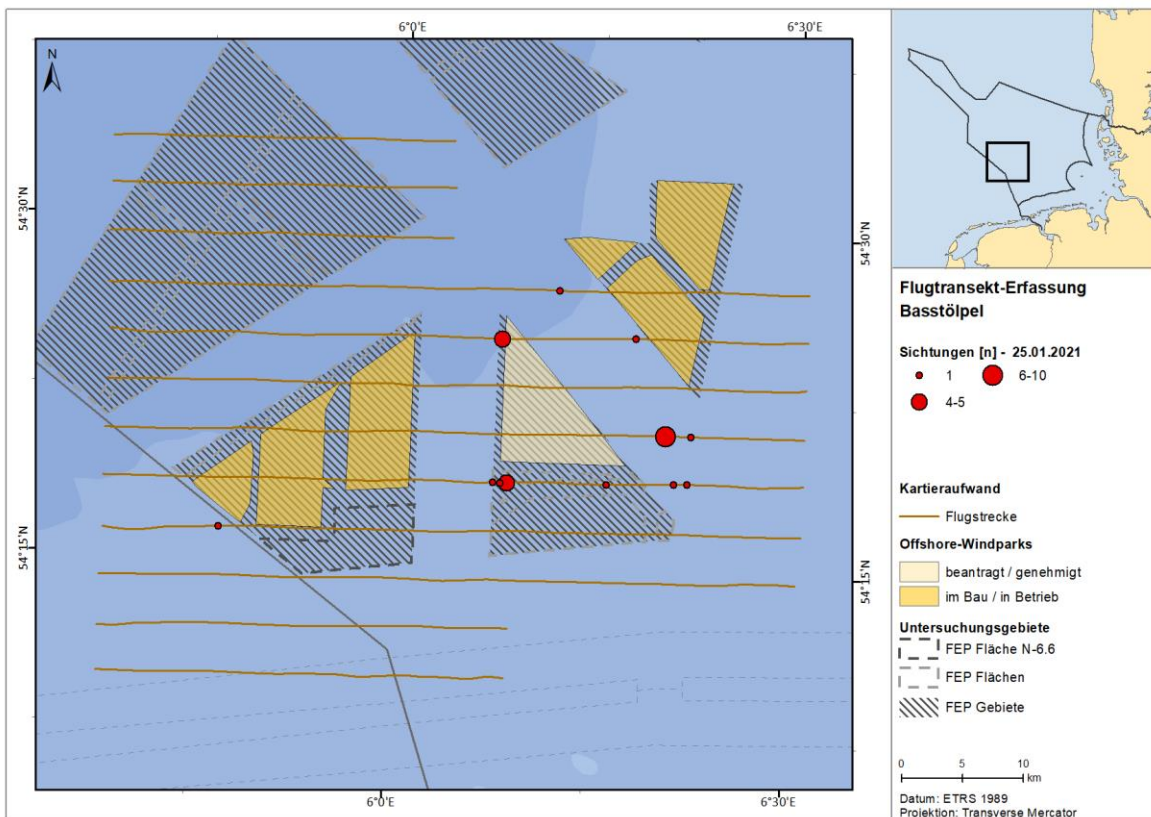 6°0'E
6°30'E
N
54°30'N
54°30'N
54°15'N
54°15'N
6°0'E
6°30'E
Flugtransekt-Erfassung
Basstölpel
Sichtungen [n] - 25.01.2021
1
6-10
4-5
Kartieraufwand
Flugstrecke
Offshore-Windparks
beantragt / genehmigt
im Bau / in Betrieb
Untersuchungsgebiete
FEP Fläche N-6.6
FEP Flächen
FEP Gebiete
0 5 10
km
Datum: ETRS 1989
Projektion: Transverse Mercator